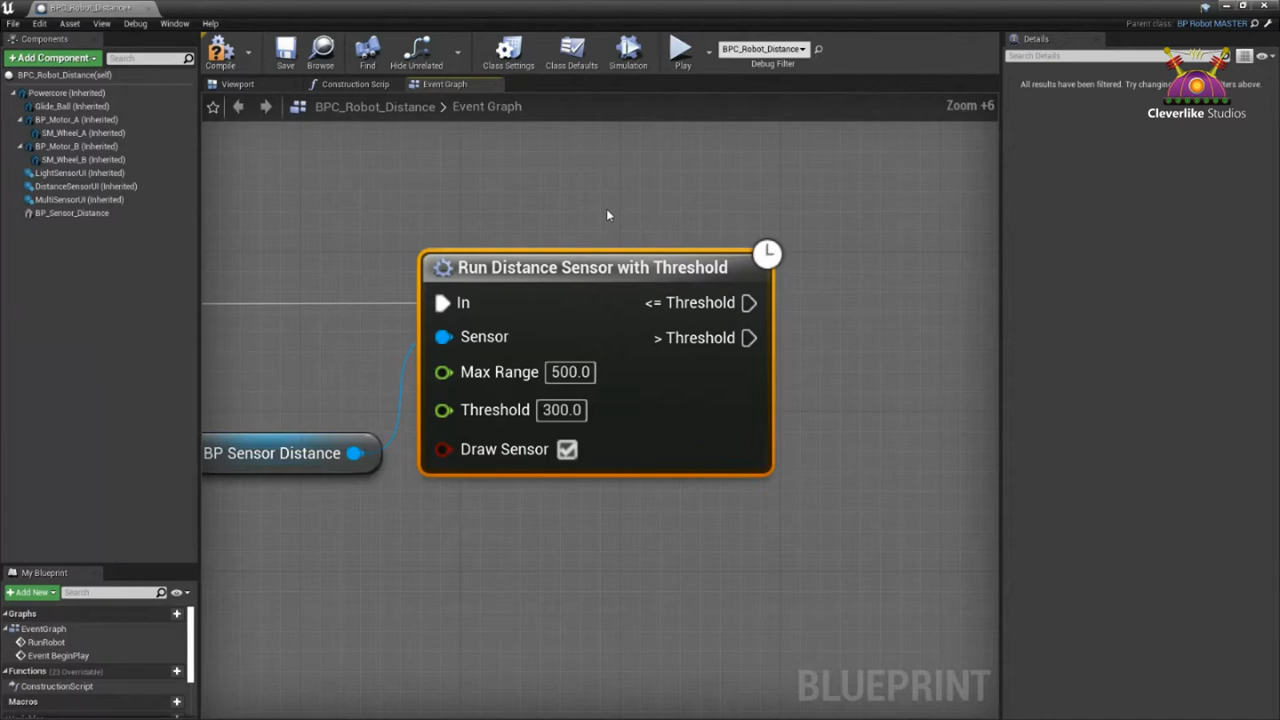 BPC_Robot_Distance*
File Edit Asset View Debug Window Help
Parent class: BP Robot MASTER
Components
Details
+ Add Component
Search
Compile
Save
Browse
Find
Hide Unrelated
Class Settings
Class Defaults
Simulation
Play
BPC_Robot_Distance
Debug Filter
Search Details
All results have been filtered. Try changing
ters above.
Cleverlike Studios
BPC_Robot_Distance(self)
Viewport
Construction Scrip
Event Graph
Powercore (Inherited)
Glide_Ball (Inherited)
BP_Motor_A (Inherited)
SM_Wheel_A (Inherited)
BP_Motor_B (Inherited)
SM_Wheel_B (Inherited)
LightSensorUI (Inherited)
DistanceSensorUI (Inherited)
MultiSensorUI (Inherited)
BP_Sensor_Distance
BPC_Robot_Distance > Event Graph
Zoom +6
Run Distance Sensor with Threshold
In
<= Threshold
Sensor
> Threshold
Max Range 500.0
Threshold 300.0
Draw Sensor
BP Sensor Distance
BLUEPRINT
My Blueprint
+ Add New
Search
Graphs
EventGraph
RunRobot
Event BeginPlay
Functions (23 Overridable)
ConstructionScript
Macros